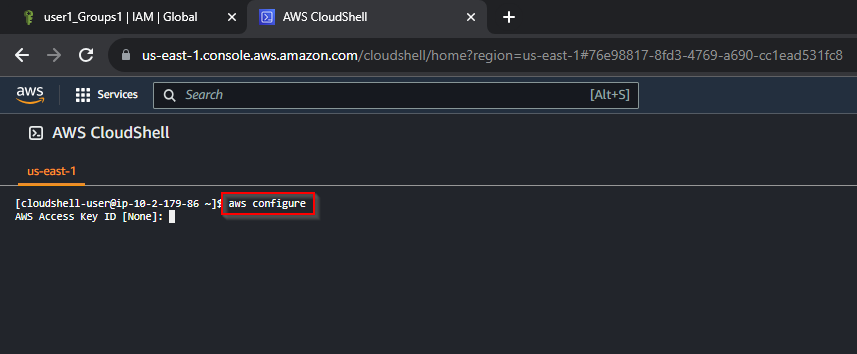 user1_Groups1 | IAM | Global
AWS CloudShell
us-east-1.console.aws.amazon.com/cloudshell/home?region=us-east-1#76e98817-8fd3-4769-a690-cc1ead531fc8
aws
Services
Search
[Alt+S]
AWS CloudShell
us-east-1
[cloudshell-user@ip-10-2-179-86 ~]$ aws configure
AWS Access Key ID [None]: